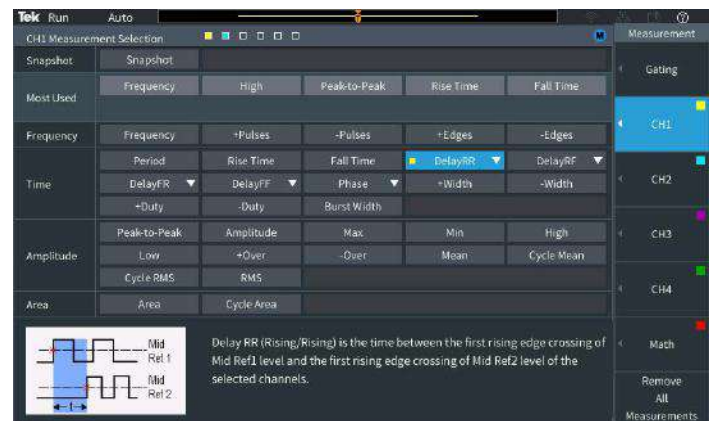 Tek Run Auto
CH1 Measurement Selection M Measurement
Snapshot Snapshot
Gating
Most Used Frequency High Peak-to-Peak Rise Time Fall Time
CH1
Frequency Frequency +Pulses -Pulses +Edges -Edges
Time Period Rise Time Fall Time DelayRR DelayRF
DelayFR DelayFF Phase +Width -Width
CH2
+Duty -Duty Burst Width
CH3
Amplitude Peak-to-Peak Amplitude Max Min High
Low +Over -Over Mean Cycle Mean
Cycle RMS RMS
CH4
Area Area Cycle Area
Math
Mid
Ref 1
Mid
Ref 2
t
Delay RR (Rising/Rising) is the time between the first rising edge crossing of
Mid Ref1 level and the first rising edge crossing of Mid Ref2 level of the
selected channels.
Remove
All
Measurements